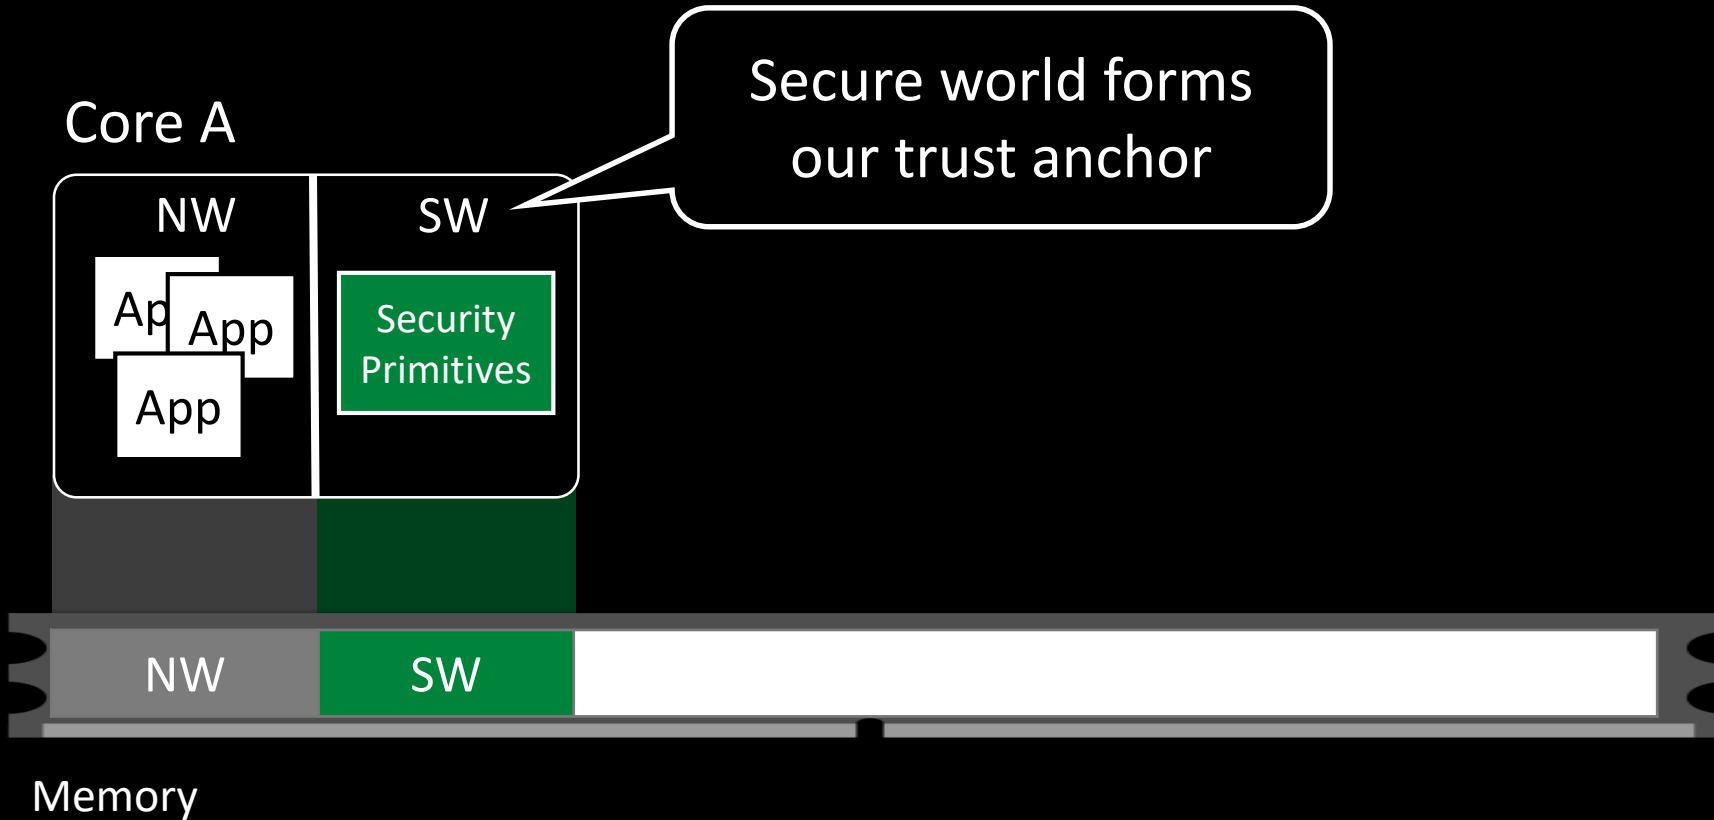 Secure world forms
our trust anchor
Core A
NW
SW
App
App
App
Security
Primitives
NW
SW
Memory